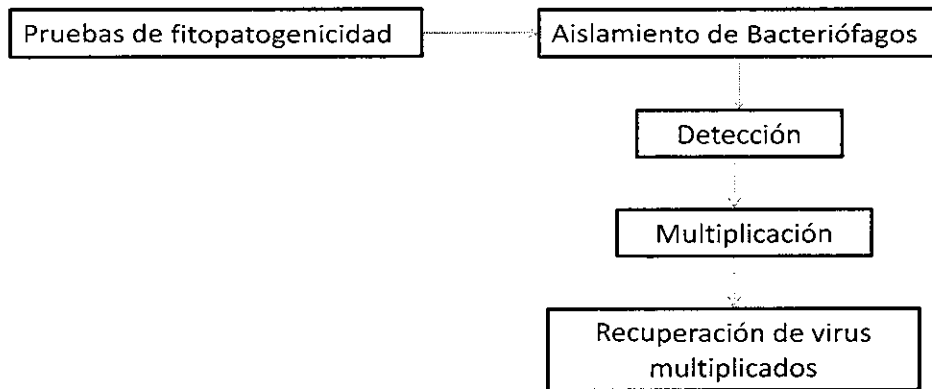 Pruebas de fitopatogenicidad
Aislamiento de Bacteriófagos
Detección
Multiplicación
Recuperación de virus
multiplicados